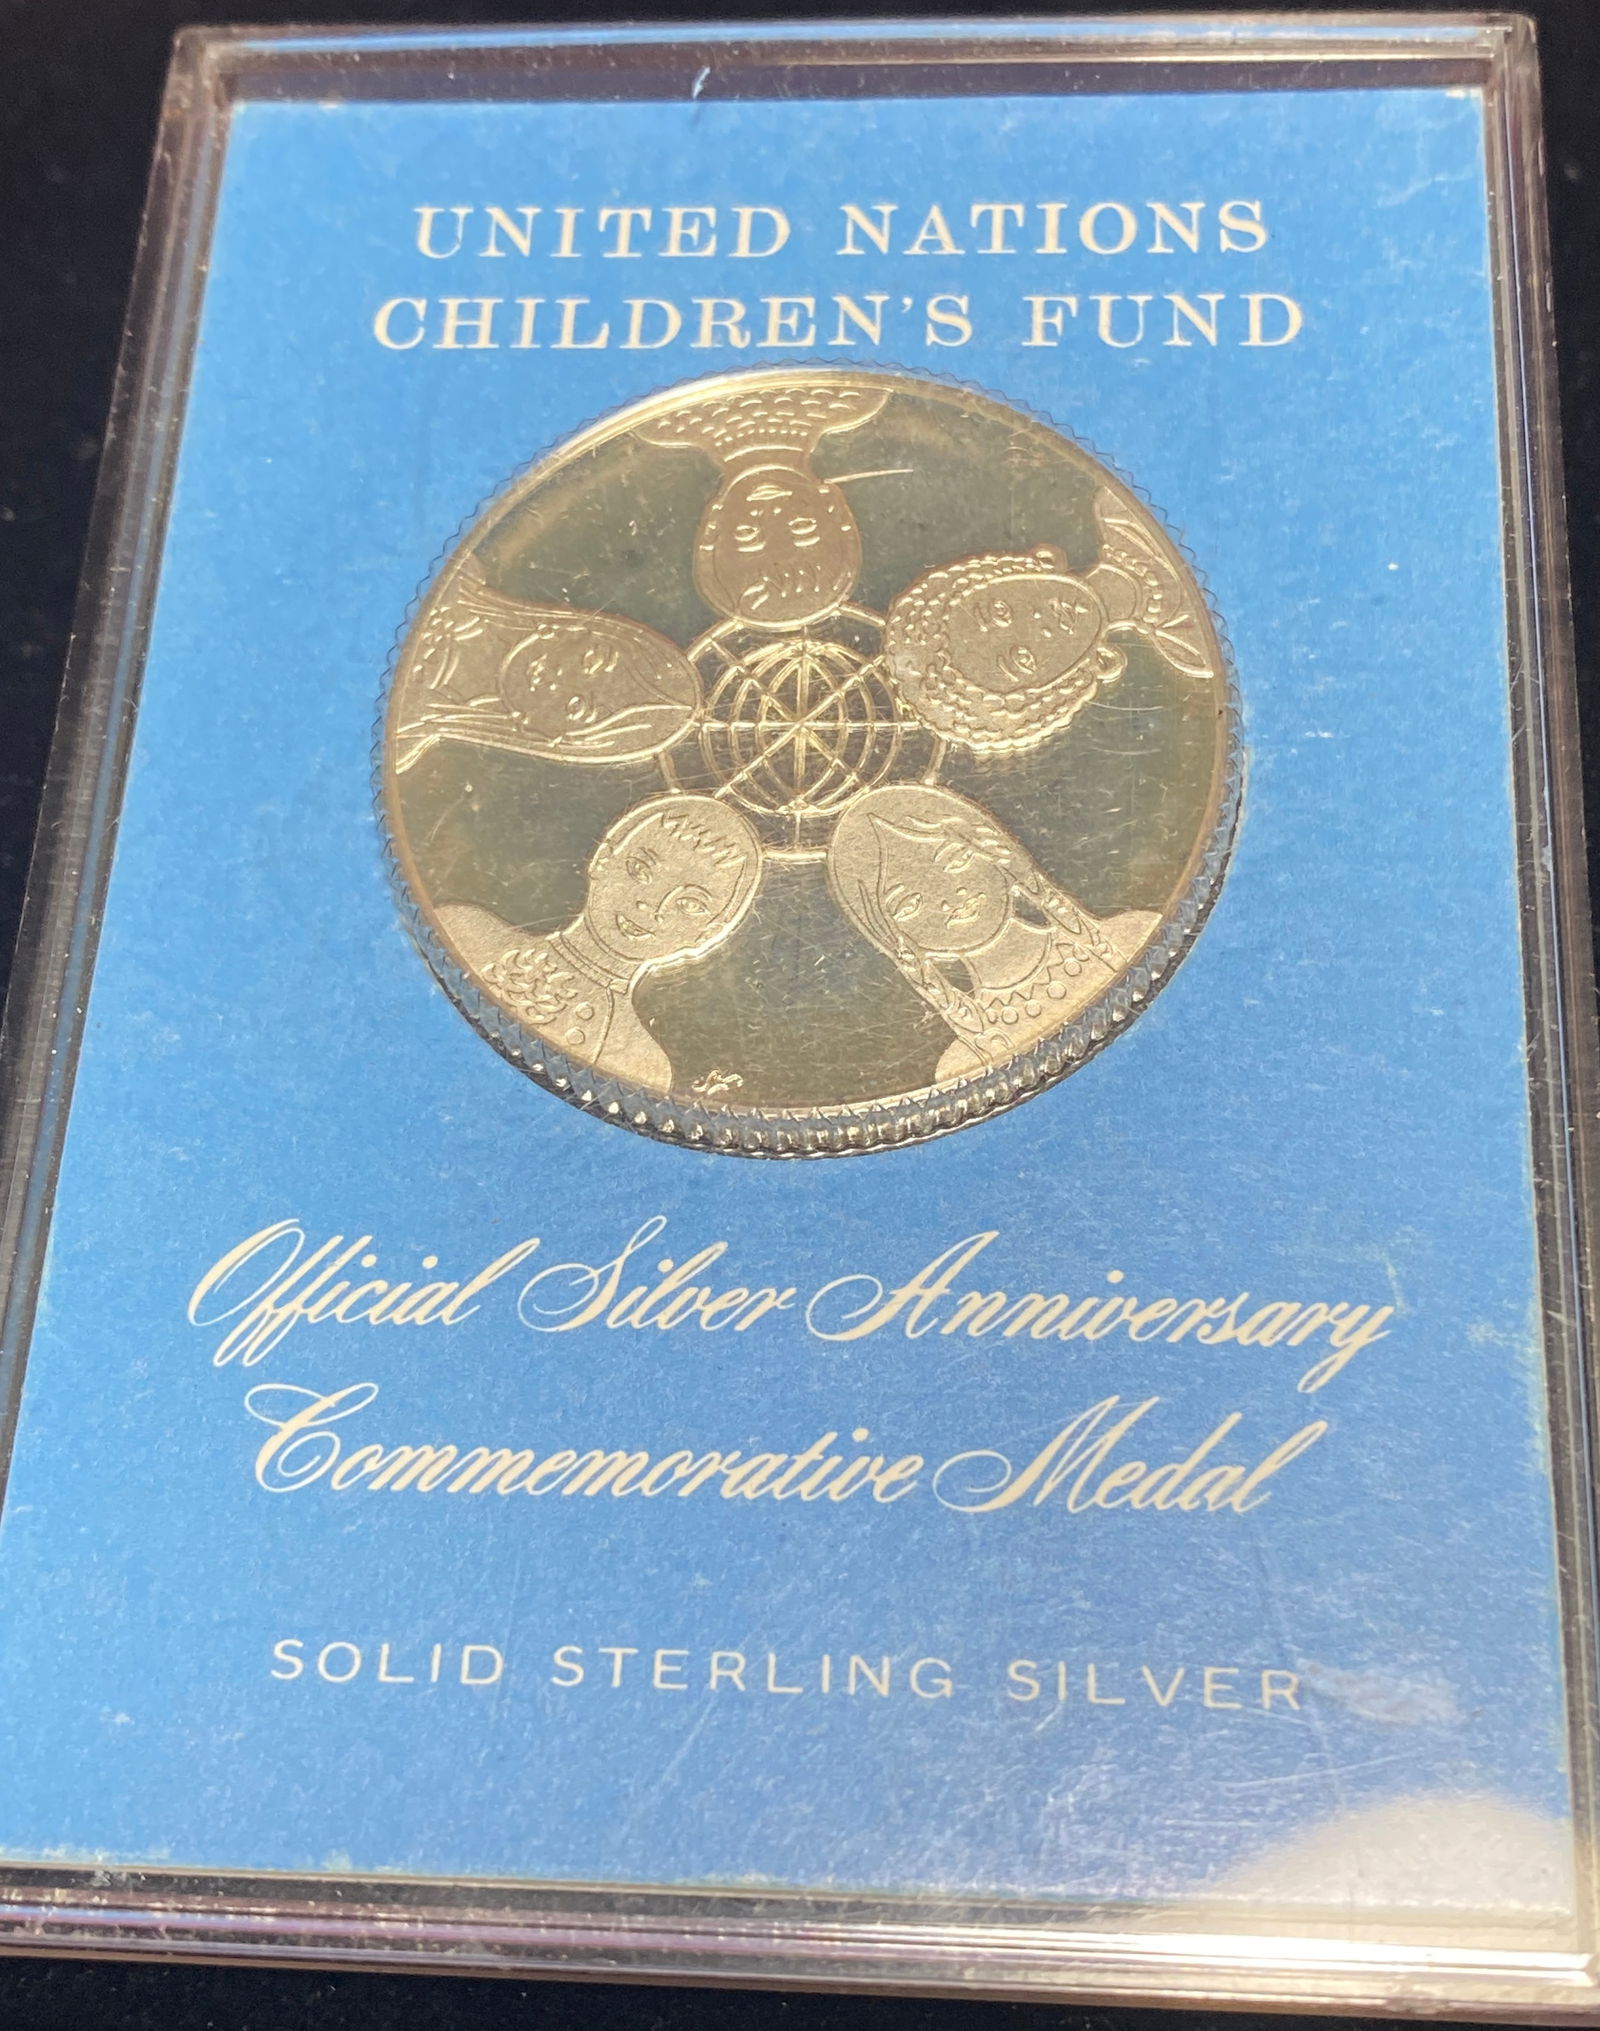 UNITED NATIONS
CHILDREN'S FUND
Official Silver Anniversary
Commemorative Medal
SOLID STERLING SILVER